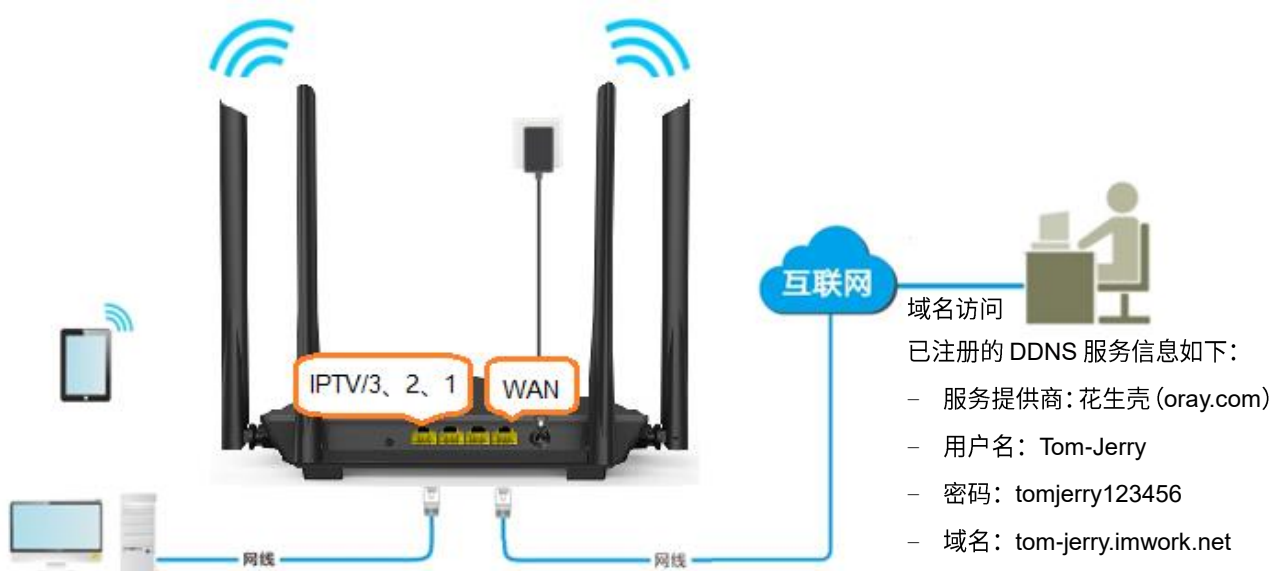 互联网
域名访问
已注册的 DDNS 服务信息如下：
– 服务提供商：花生壳（oray.com）
– 用户名：Tom-Jerry
– 密码：tomjerry123456
– 域名：tom-jerry.imwork.net
IPTV/3、2、1
WAN
网线
网线